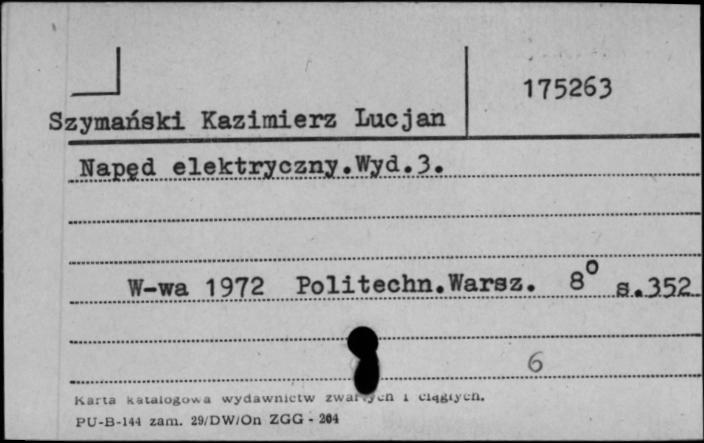 175263
Szymański Kazimierz Lucjan
Napęd elektryczny.Wyd.3.
W-wa 1972 Politechn.Warsz. 8° s.352
6
Karta katalogowa wydawnictw zwartych i ciągłych.
PU-B-144 zam. 29/DW/On ZGG - 204